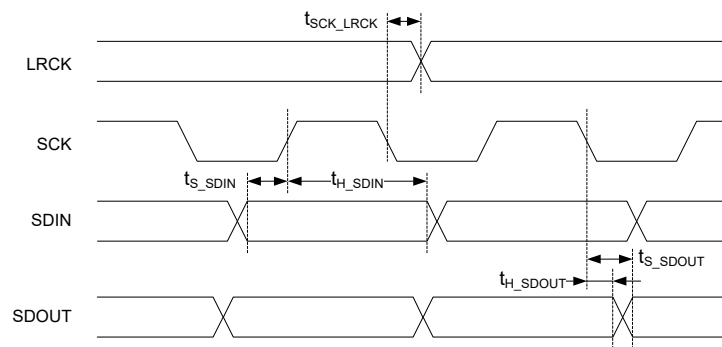 tSCK_LRCK
LRCK
SCK
tS_SDIN
tH_SDIN
SDIN
tS_SDOUT
tH_SDOUT
SDOUT